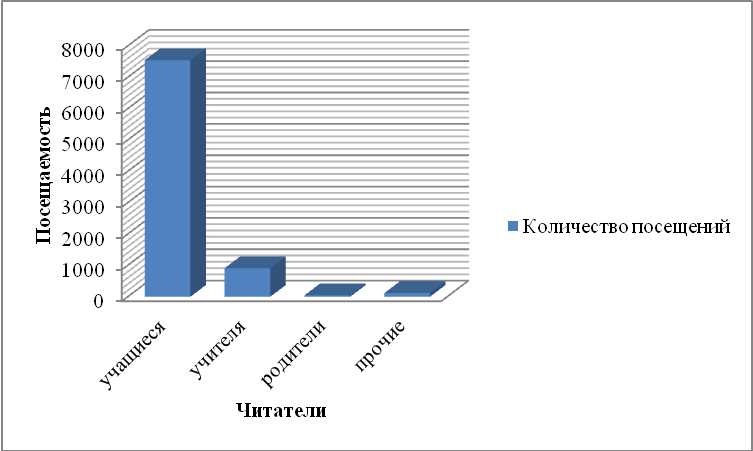 8000
7000
6000
5000
4000
3000
2000
1000
0
Посещаемость
учащиеся
учителя
родители
прочие
Читатели
Количество посещений